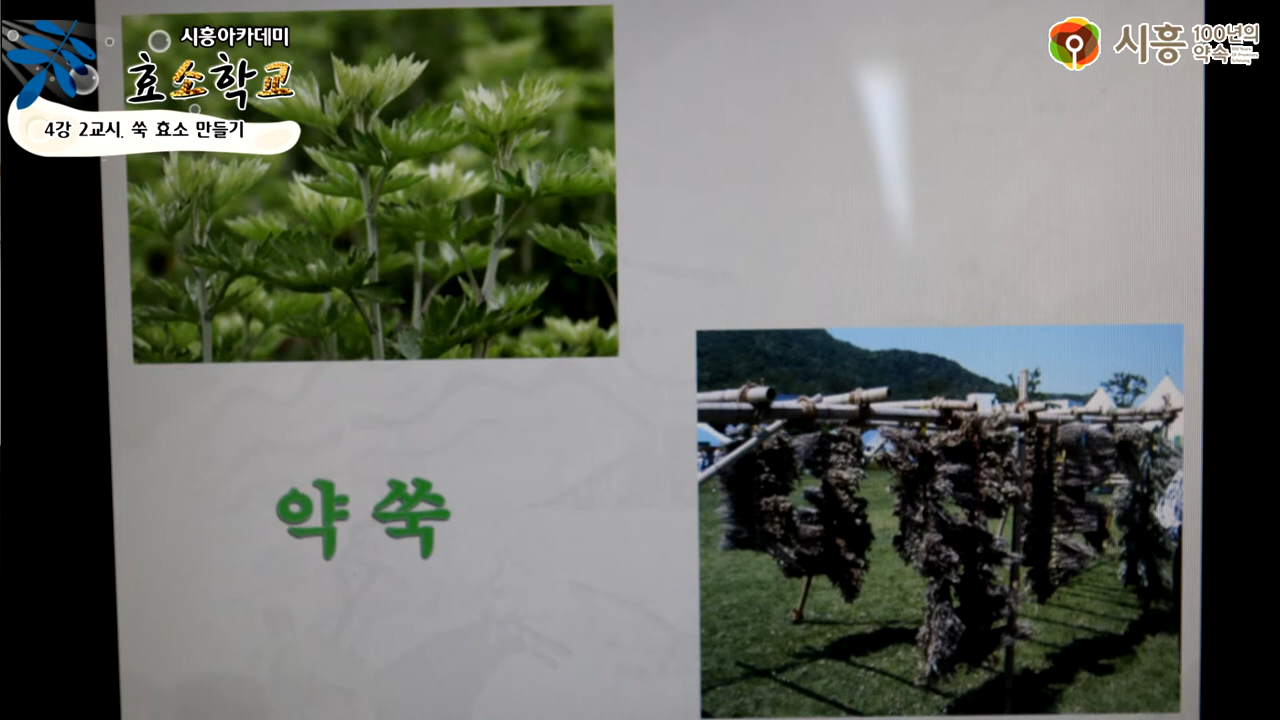 시흥아카데미
효소학교
4강 2교시. 쑥 효소 만들기
시흥
100년의
약속
약쑥